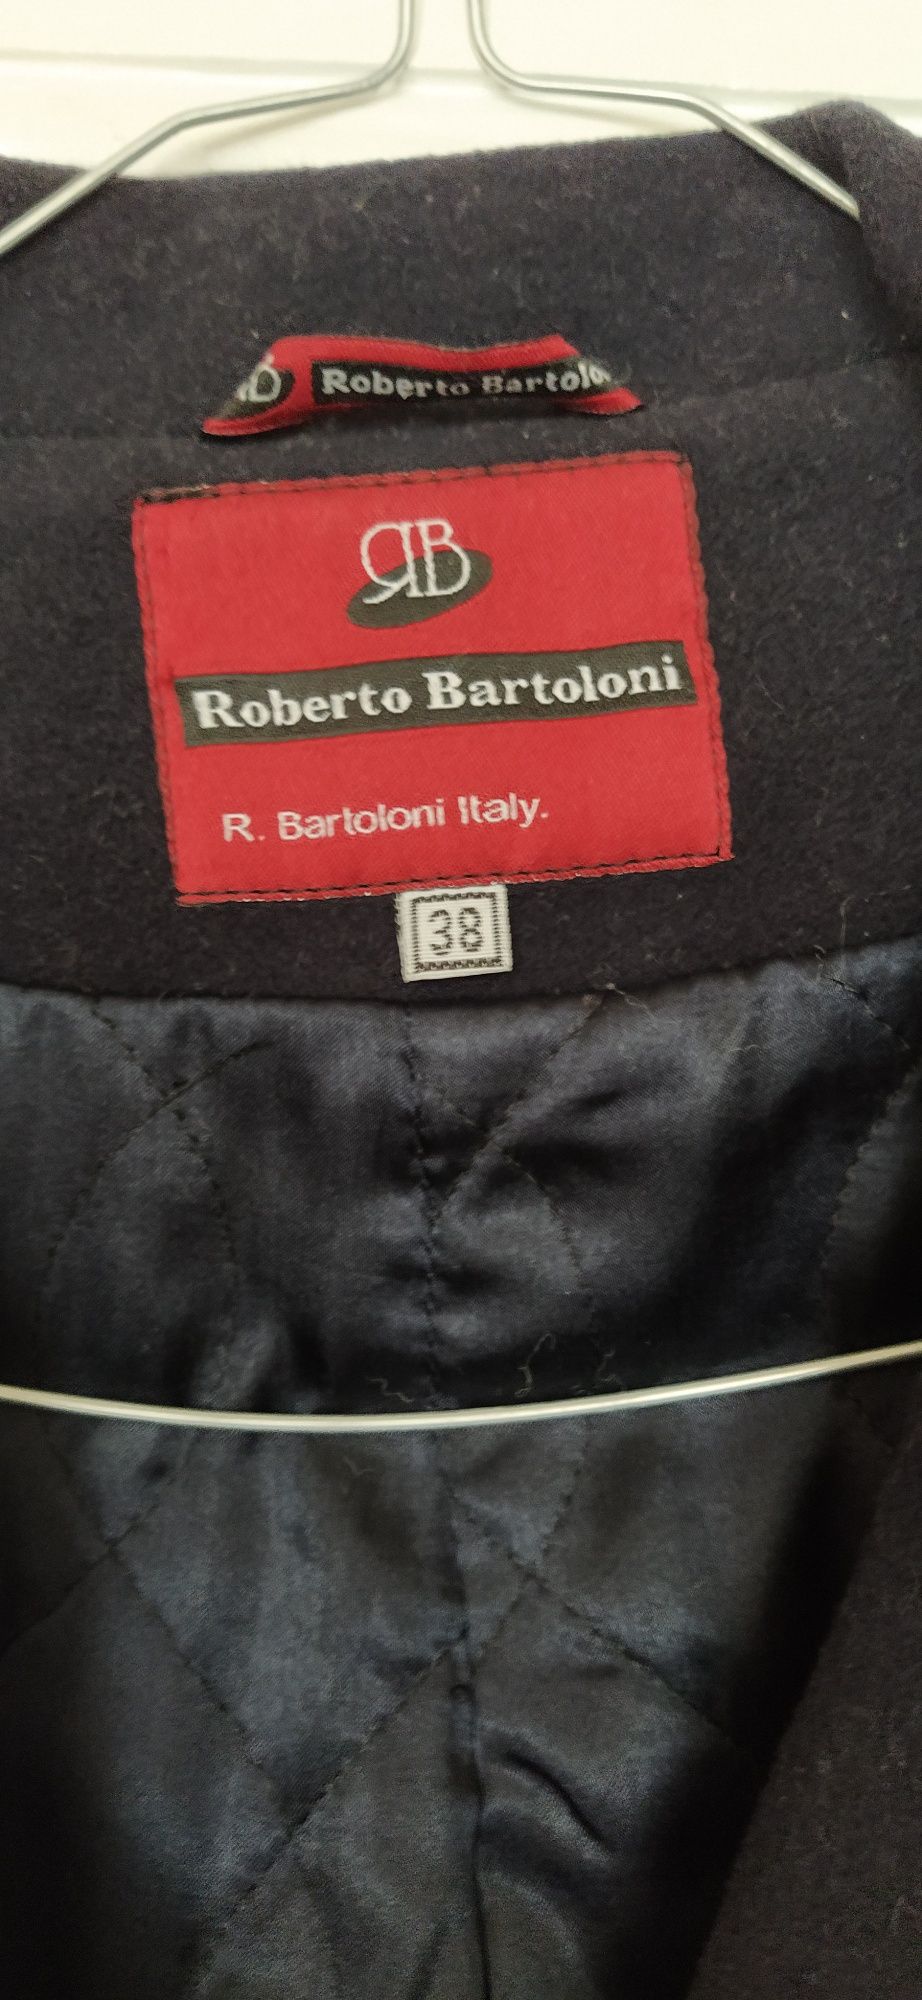 Roberto Bartolo
RB
Roberto Bartoloni
R. Bartoloni Italy.
38